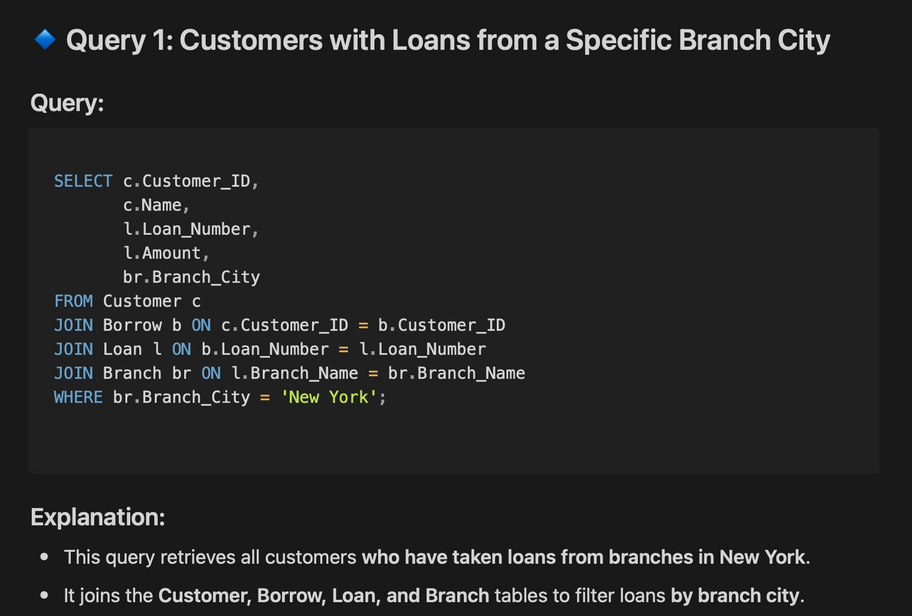 🔷 Query 1: Customers with Loans from a Specific Branch City
Query:
SELECT c.Customer_ID,
       c.Name,
       l.Loan_Number,
       l.Amount,
       br.Branch_City
FROM Customer c
JOIN Borrow b ON c.Customer_ID = b.Customer_ID
JOIN Loan l ON b.Loan_Number = l.Loan_Number
JOIN Branch br ON l.Branch_Name = br.Branch_Name
WHERE br.Branch_City = 'New York';
Explanation:
• This query retrieves all customers who have taken loans from branches in New York.
• It joins the Customer, Borrow, Loan, and Branch tables to filter loans by branch city.